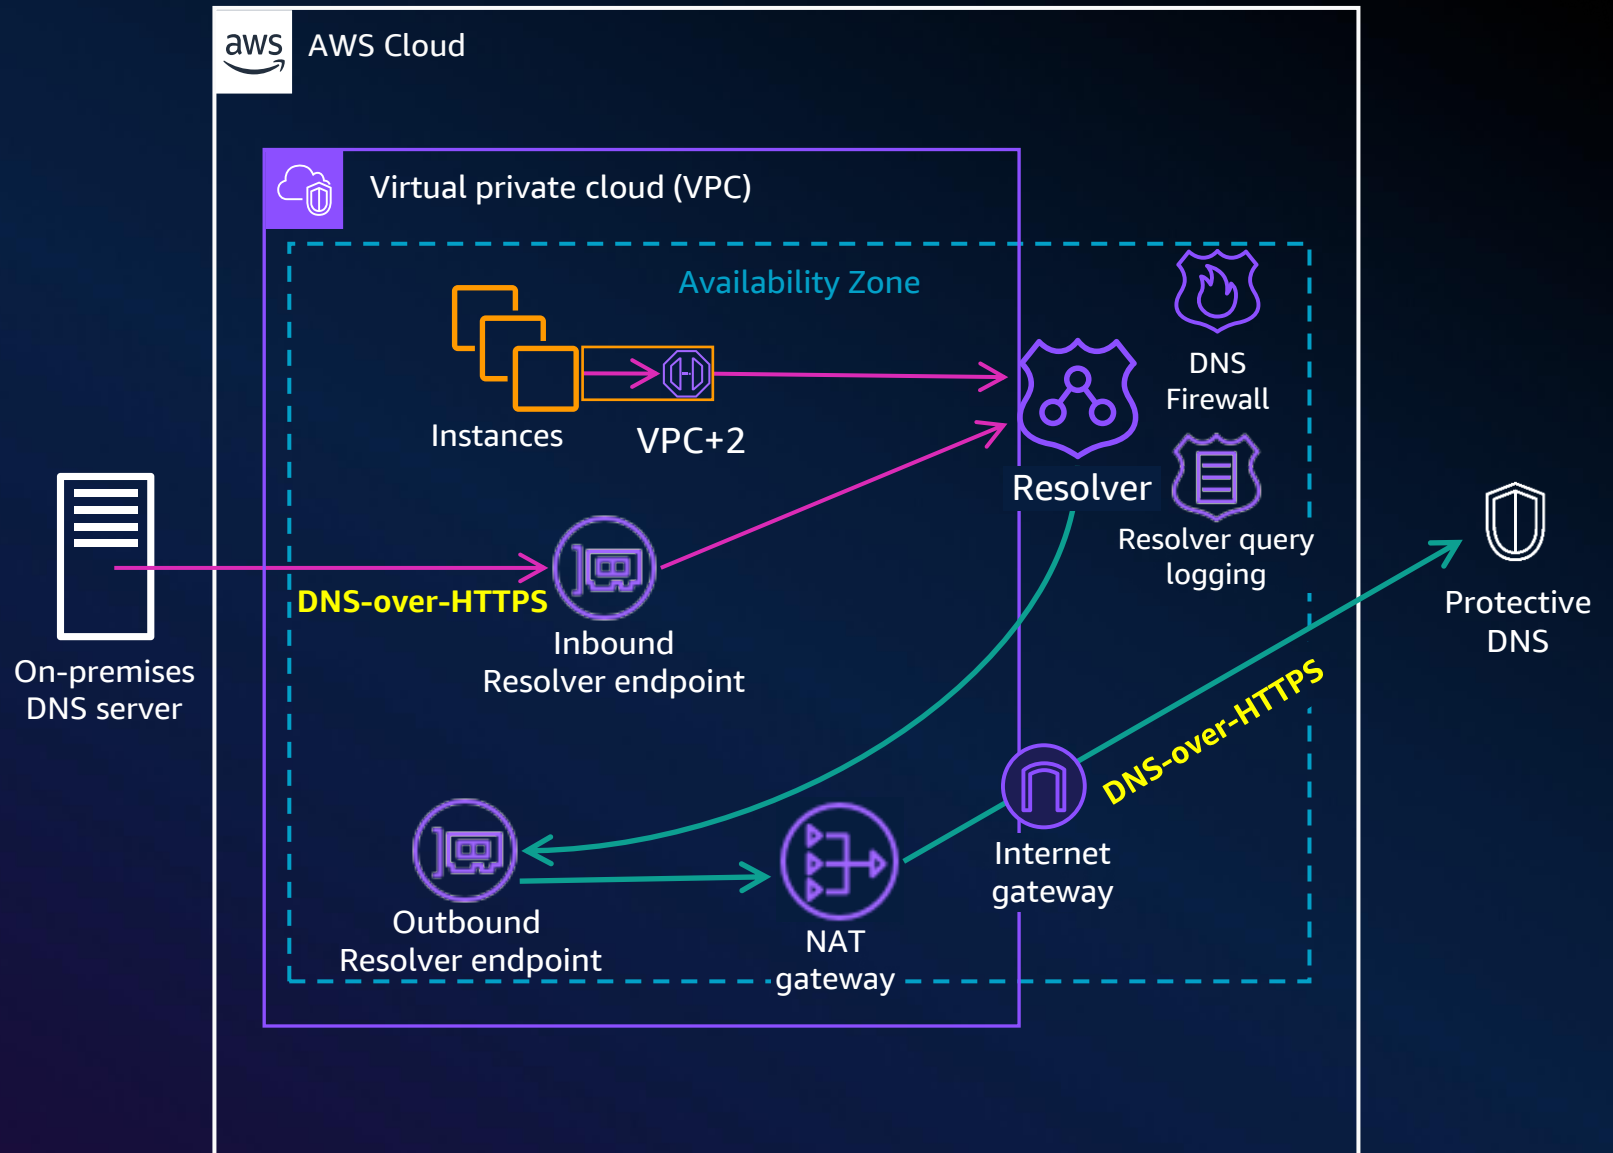 aws
AWS Cloud
Virtual private cloud (VPC)
Availability Zone
Instances
VPC+2
DNS
Firewall
Resolver
Resolver query
logging
On-premises
DNS server
DNS-over-HTTPS
Inbound
Resolver endpoint
Protective
DNS
DNS-over-HTTPS
Internet
gateway
Outbound
Resolver endpoint
NAT
gateway